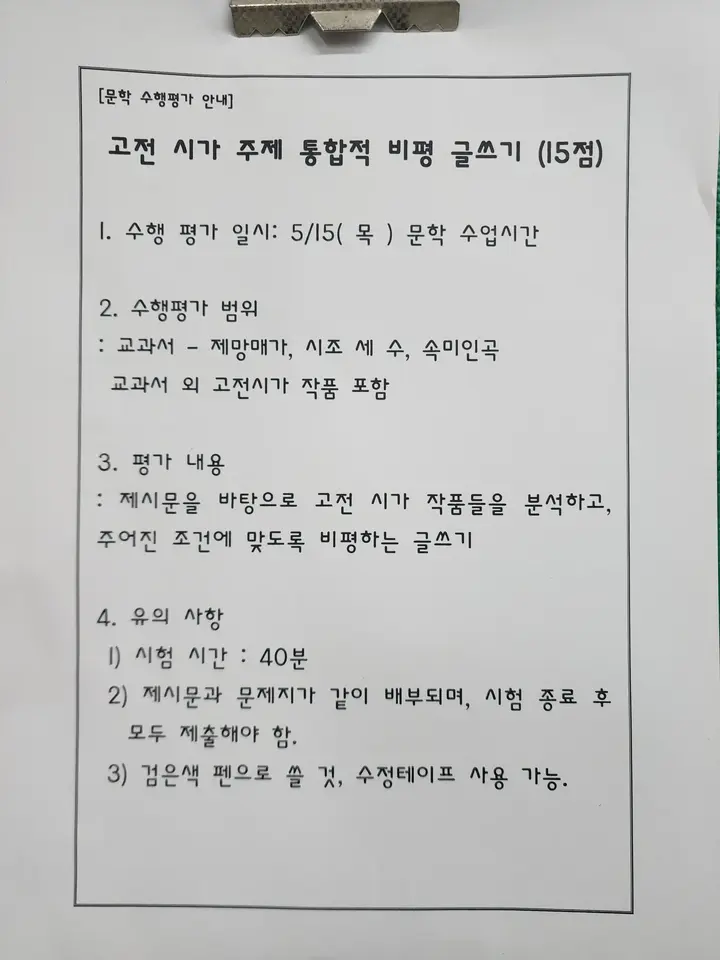 [문학 수행평가 안내]
고전 시가 주제 통합적 비평 글쓰기 (15점)
1. 수행 평가 일시: 5/15( 목 ) 문학 수업시간
2. 수행평가 범위
: 교과서 - 제망매가, 시조 세 수, 속미인곡
교과서 외 고전시가 작품 포함
3. 평가 내용
: 제시문을 바탕으로 고전 시가 작품들을 분석하고,
주어진 조건에 맞도록 비평하는 글쓰기
4. 유의 사항
1) 시험 시간 : 40분
2) 제시문과 문제지가 같이 배부되며, 시험 종료 후
모두 제출해야 함.
3) 검은색 펜으로 쓸 것, 수정테이프 사용 가능.